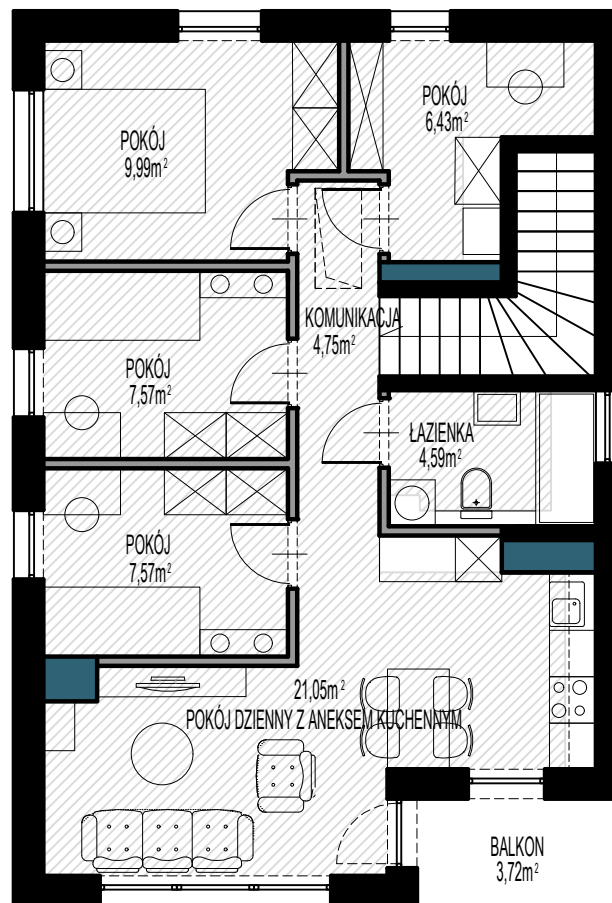 POKÓJ
9,99m²
POKÓJ
6,43m²
KOMUNIKACJA
4,75m²
POKÓJ
7,57m²
ŁAZIENKA
4,59m²
POKÓJ
7,57m²
21,05m²
POKÓJ DZIENNY Z ANEKSEM KUCHENNYM
BALKON
3,72m²